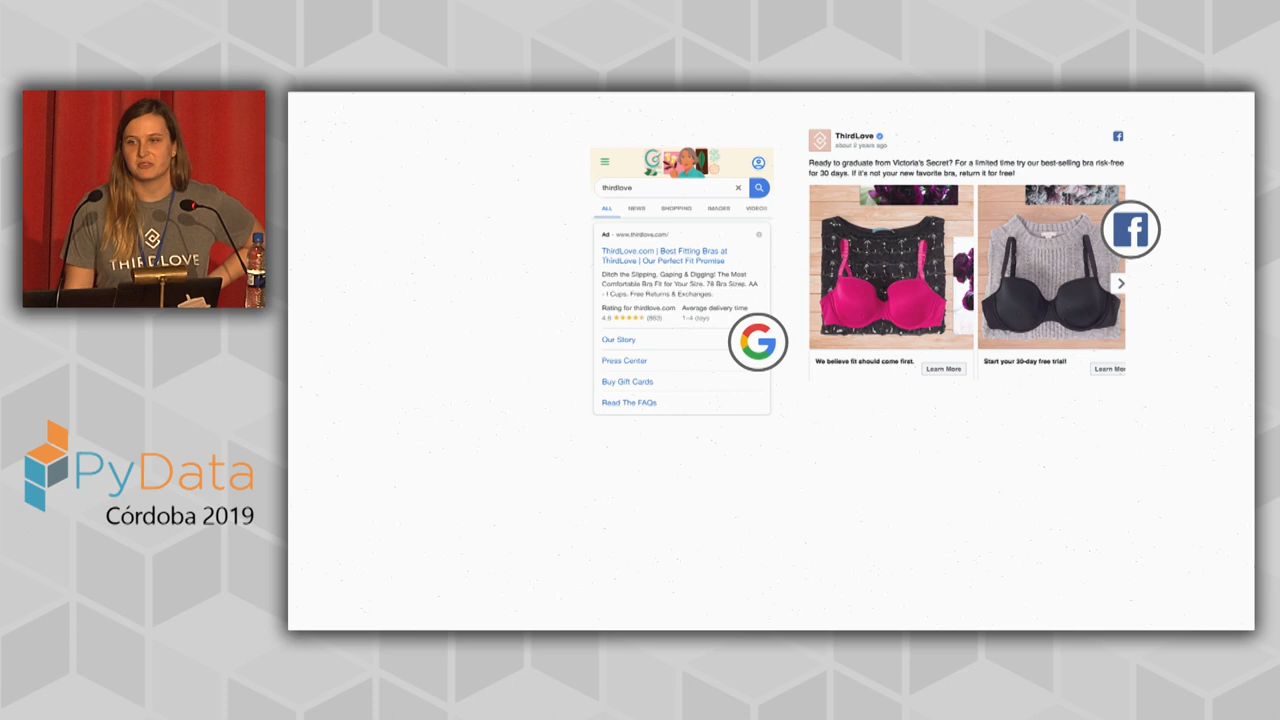 THIRDLOVE
PyData
Córdoba 2019
thirdlove
ALL NEWS SHOPPING IMAGES VIDEOS
Ad · www.thirdlove.com/
ThirdLove.com | Best Fitting Bras at
ThirdLove | Our Perfect Fit Promise
Ditch the Slipping, Gaping & Digging! The Most
Comfortable Bra Fit for Your Size. 78 Bra Sizes. AA
- I Cups. Free Returns & Exchanges.
Rating for thirdlove.com Average delivery time
4.8 (883) 1-4 days
Our Story
Press Center
Buy Gift Cards
Read The FAQs
ThirdLove
about 2 years ago
Ready to graduate from Victoria's Secret? For a limited time try our best-selling bra risk-free
for 30 days. If it's not your new favorite bra, return it for free!
We believe fit should come first.
Learn More
Start your 30-day free trial!
Learn Mor